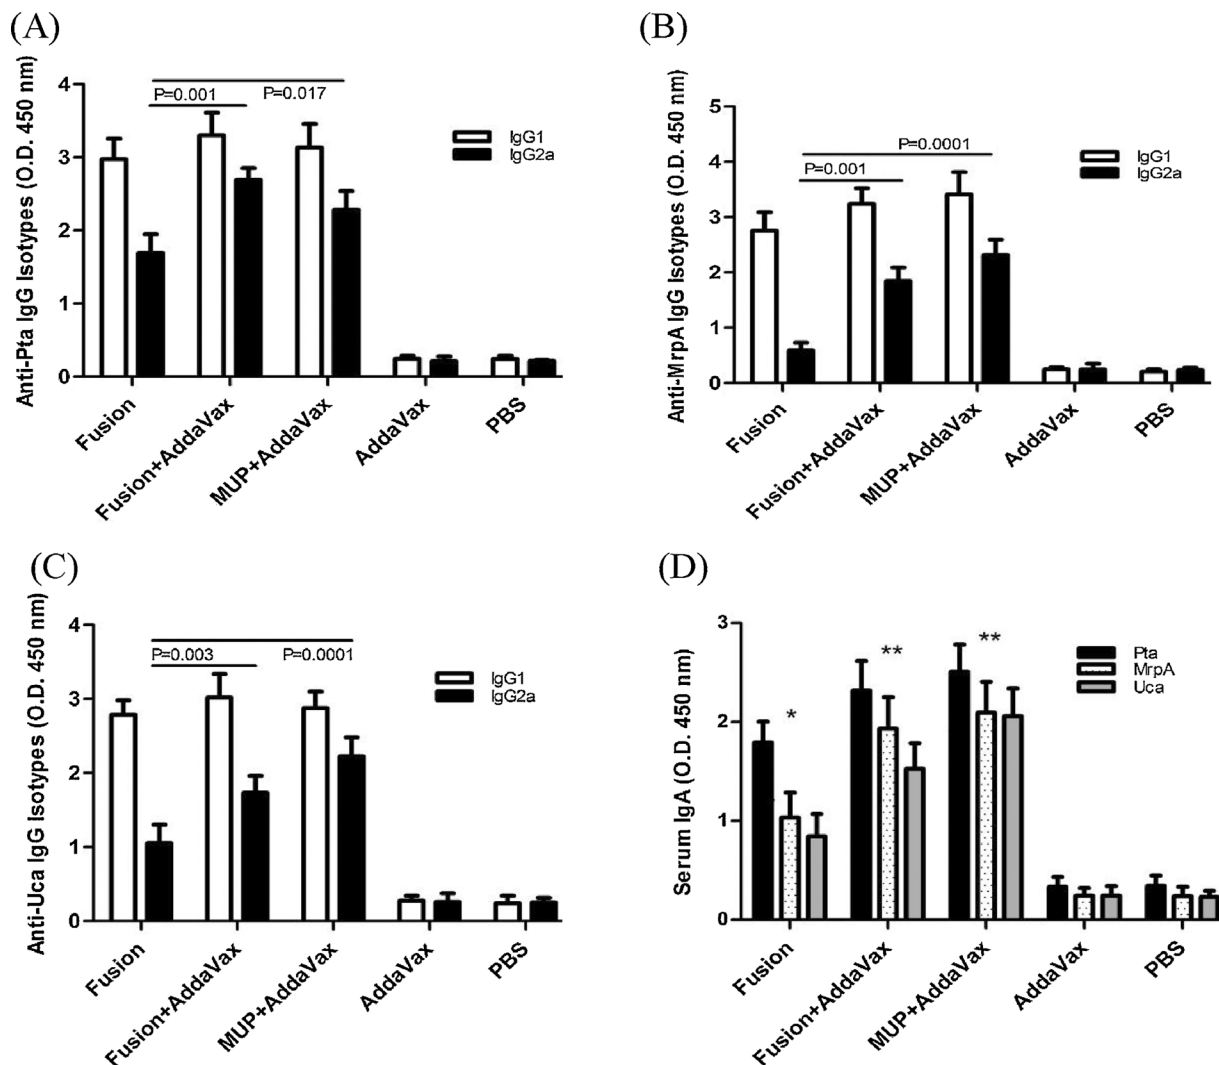 (A)
Anti-Pta IgG Isotypes (O.D. 450 nm)
4
3
2
1
0
P=0.001
P=0.017
IgG1
IgG2a
Fusion
Fusion+AddaVax
MUP+AddaVax
AddaVax
PBS
(B)
Anti-MrpA IgG Isotypes (O.D. 450 nm)
5
4
3
2
1
0
P=0.0001
P=0.001
IgG1
IgG2a
Fusion
Fusion+AddaVax
MUP+AddaVax
AddaVax
PBS
(C)
Anti-Uca IgG Isotypes (O.D. 450 nm)
4
3
2
1
0
P=0.003
P=0.0001
IgG1
IgG2a
Fusion
Fusion+AddaVax
MUP+AddaVax
AddaVax
PBS
(D)
Serum IgA (O.D. 450 nm)
3
2
1
0
*
**
**
Pta
MrpA
Uca
Fusion
Fusion+AddaVax
MUP+AddaVax
AddaVax
PBS